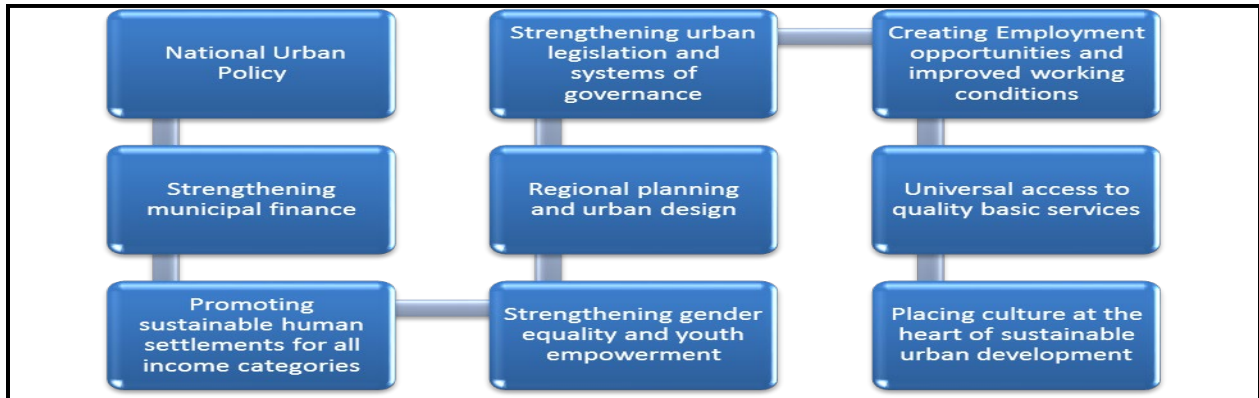 National Urban
Policy
Strengthening
municipal finance
Promoting
sustainable human
settlements for all
income categories
Strengthening gender
equality and youth
empowerment
Regional planning
and urban design
Strengthening urban
legislation and
systems of
governance
Creating Employment
opportunities and
improved working
conditions
Universal access to
quality basic services
Placing culture at the
heart of sustainable
urban development